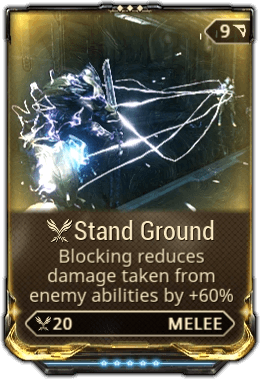 9
Stand Ground
Blocking reduces
damage taken from
enemy abilities by +60%
20 MELEE